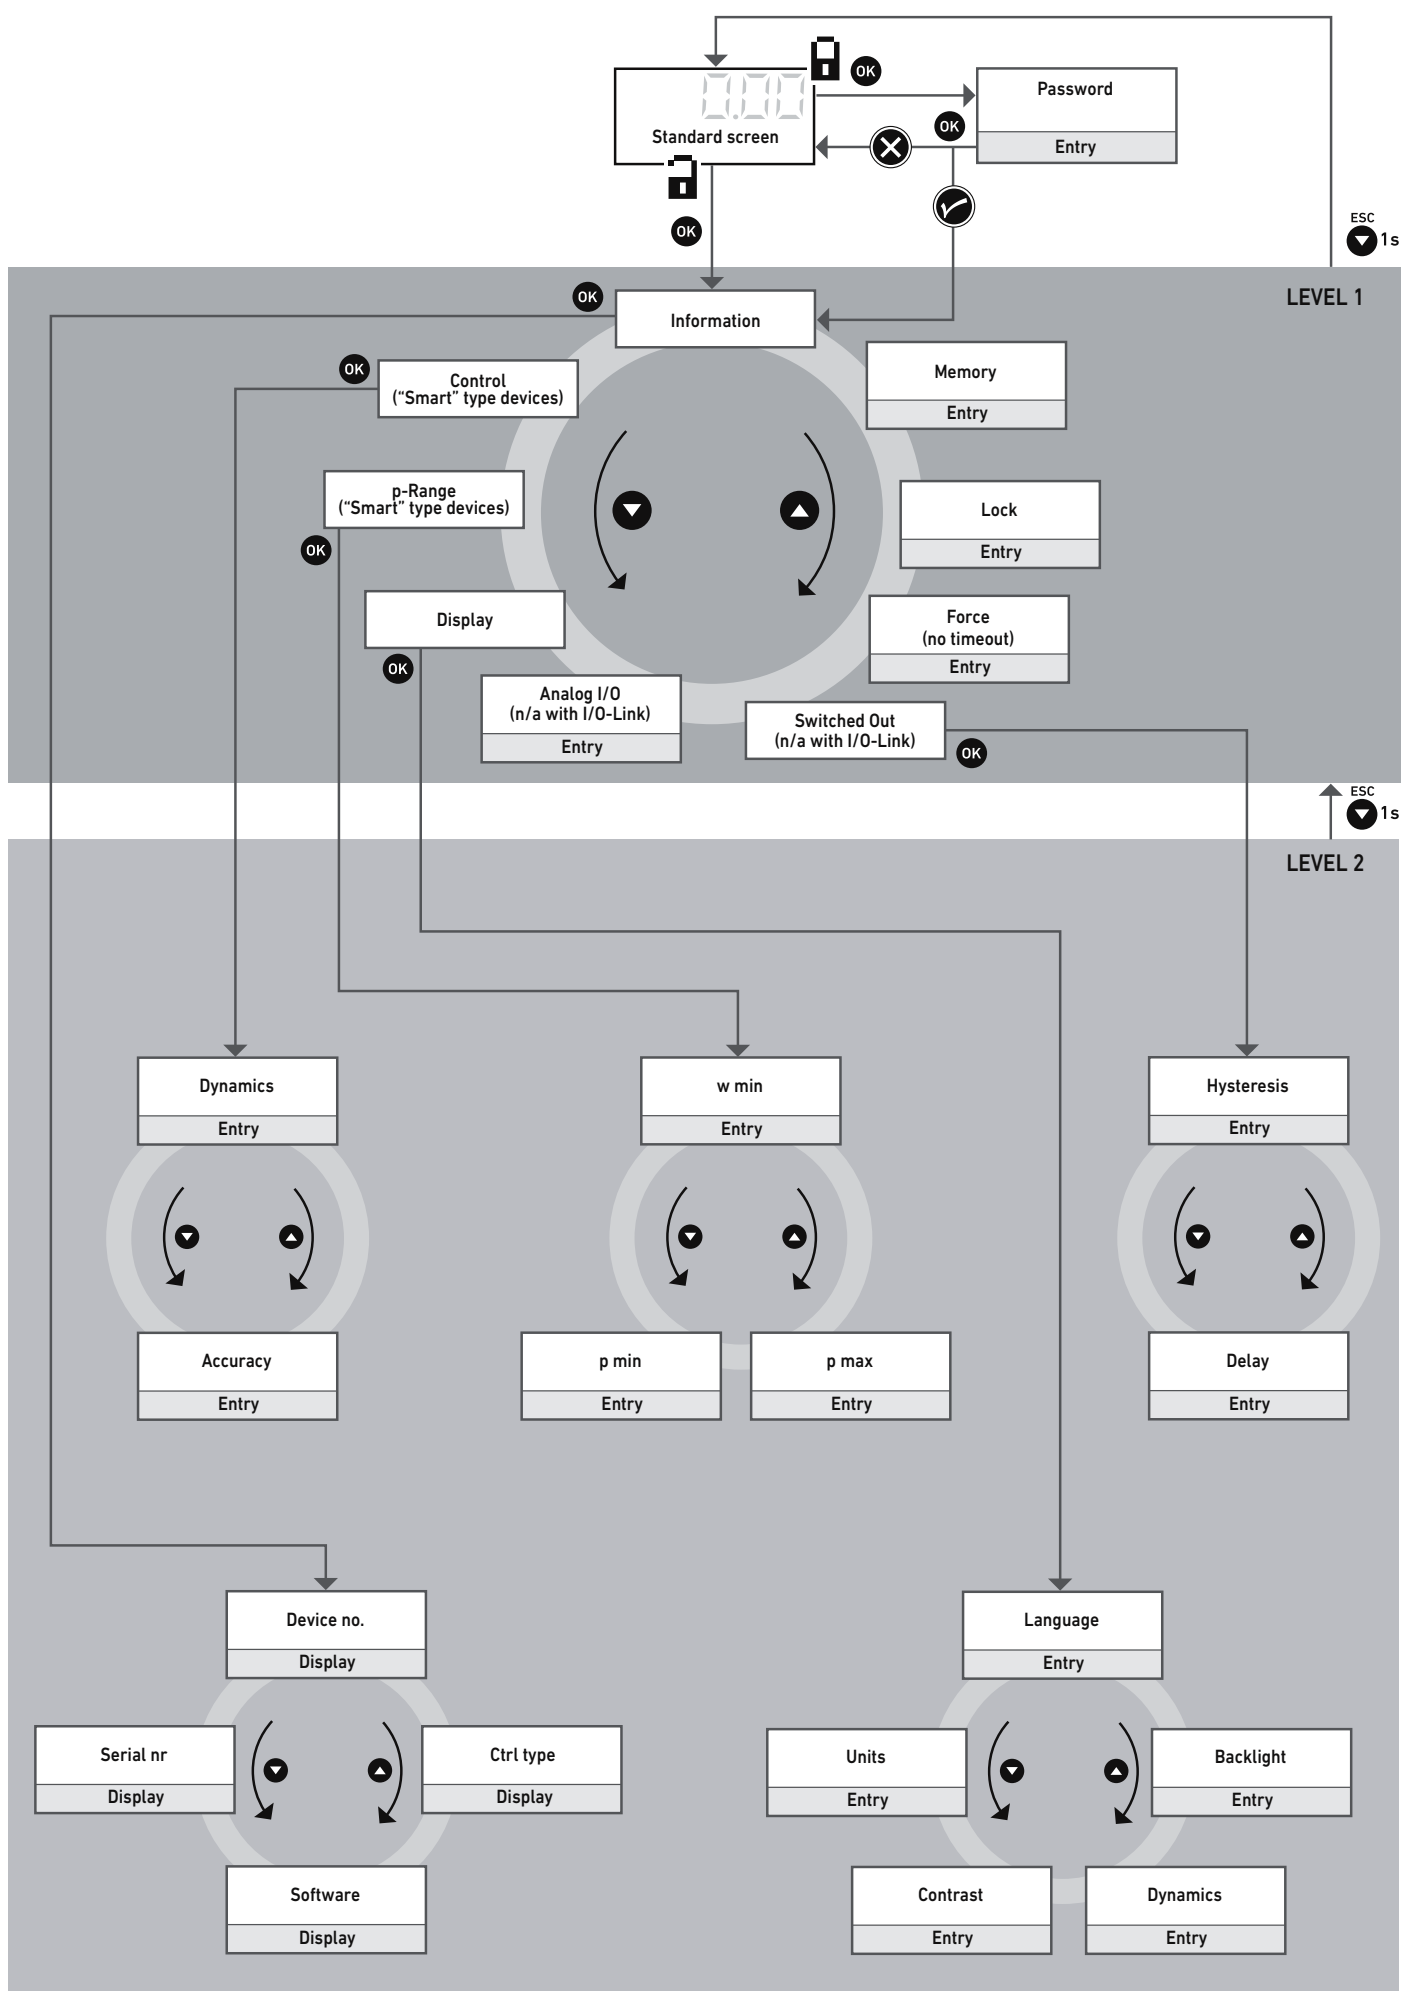 0.00
OK
Password
Standard screen
OK
Entry
OK
ESC
1s
OK
LEVEL 1
Information
OK
Control
(“Smart” type devices)
Memory
Entry
p-Range
(“Smart” type devices)
OK
Lock
Entry
Display
OK
Force
(no timeout)
Entry
Analog I/O
(n/a with I/O-Link)
Entry
Switched Out
(n/a with I/O-Link)
OK
ESC
1s
LEVEL 2
Dynamics
Entry
w min
Entry
Hysteresis
Entry
Accuracy
Entry
p min
Entry
p max
Entry
Delay
Entry
Device no.
Display
Language
Entry
Serial nr
Display
Ctrl type
Display
Units
Entry
Backlight
Entry
Software
Display
Contrast
Entry
Dynamics
Entry